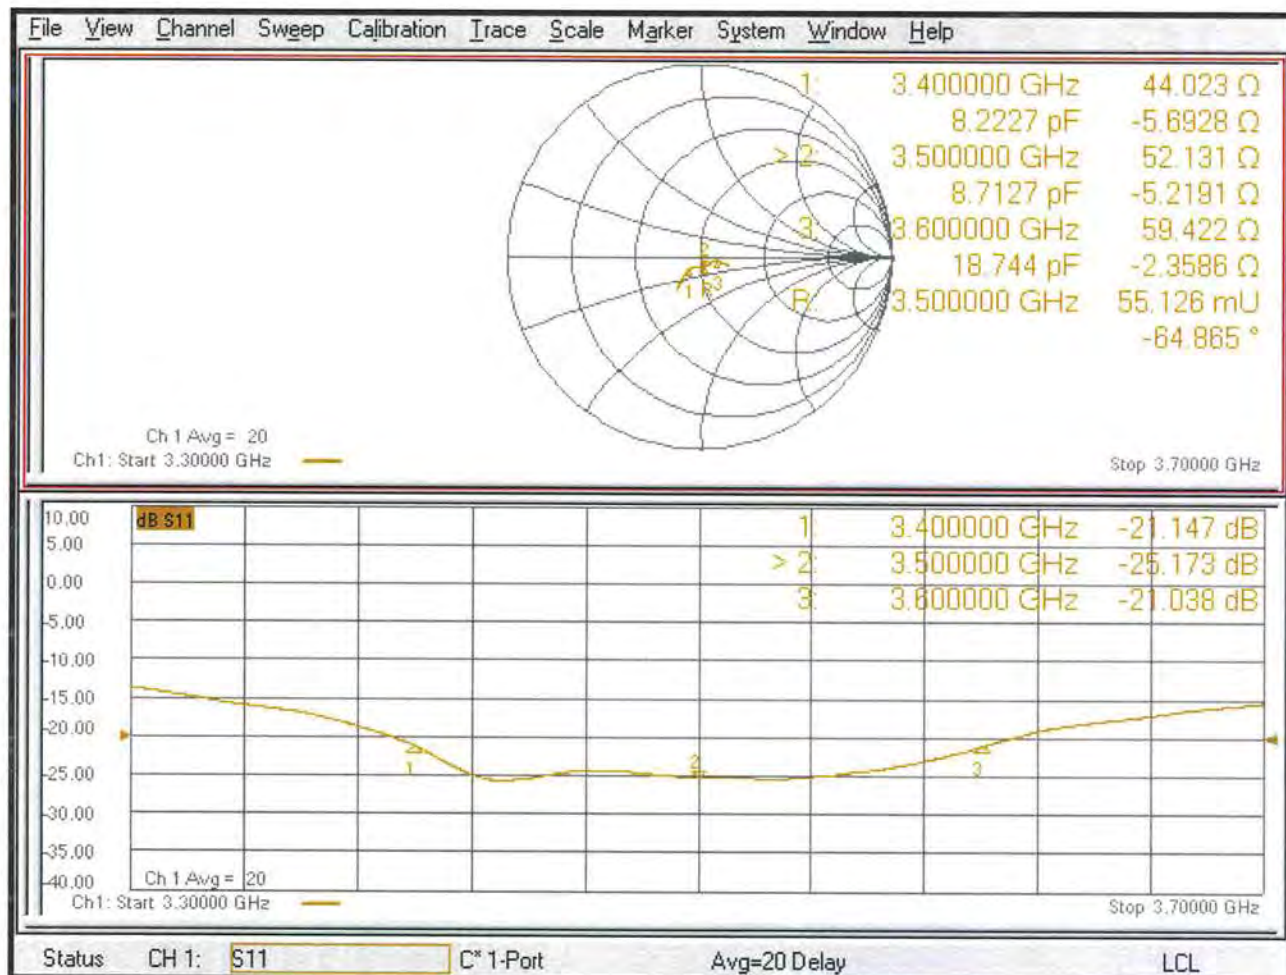 File View Channel Sweep Calibration Trace Scale Marker System Window Help
1: 3.400000 GHz 44.023 Ω
8.2227 pF -5.6928 Ω
> 2: 3.500000 GHz 52.131 Ω
8.7127 pF -5.2191 Ω
3: 3.600000 GHz 59.422 Ω
18.744 pF -2.3586 Ω
R: 3.500000 GHz 55.126 mU
-64.865 °
1
3
Ch 1 Avg = 20
Ch1: Start 3.30000 GHz
Stop 3.70000 GHz
10.00
dB S11
1: 3.400000 GHz -21.147 dB
5.00
> 2: 3.500000 GHz -25.173 dB
0.00
3: 3.600000 GHz -21.038 dB
-5.00
-10.00
-15.00
-20.00
-25.00
1
2
3
-30.00
-35.00
-40.00
Ch 1 Avg = 20
Ch1: Start 3.30000 GHz
Stop 3.70000 GHz
Status CH 1: S11 C* 1-Port Avg=20 Delay LCL